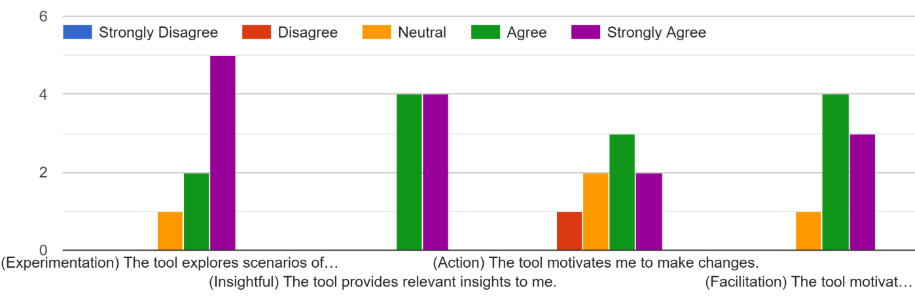 6
Strongly Disagree Disagree Neutral Agree Strongly Agree
4
2
0
(Experimentation) The tool explores scenarios of… (Action) The tool motivates me to make changes.
(Insightful) The tool provides relevant insights to me. (Facilitation) The tool motivat…